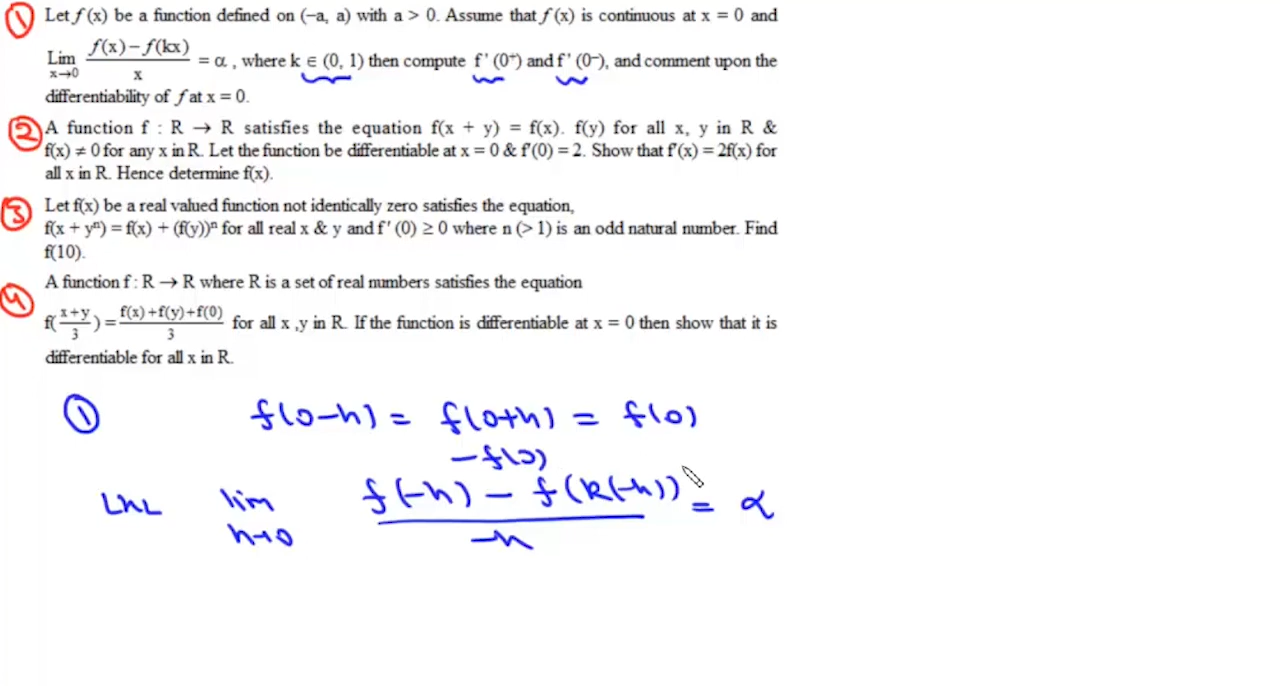 ① Let f (x) be a function defined on (−a, a) with a > 0. Assume that f (x) is continuous at x = 0 and
Lim x→0 f(x) − f(kx) / x = α , where k ∈ (0, 1) then compute f ' (0⁺) and f ' (0⁻), and comment upon the
differentiability of f at x = 0.
② A function f : R → R satisfies the equation f(x + y) = f(x). f(y) for all x, y in R &
f(x) ≠ 0 for any x in R. Let the function be differentiable at x = 0 & f'(0) = 2. Show that f'(x) = 2f(x) for
all x in R. Hence determine f(x).
③ Let f(x) be a real valued function not identically zero satisfies the equation,
f(x + yⁿ) = f(x) + (f(y))ⁿ for all real x & y and f ' (0) ≥ 0 where n (> 1) is an odd natural number. Find
f(10).
④ A function f : R → R where R is a set of real numbers satisfies the equation
f( x + y / 3 ) = f(x) + f(y) + f(0) / 3 for all x ,y in R. If the function is differentiable at x = 0 then show that it is
differentiable for all x in R.
① f(0−h) = f(0+h) = f(0)
−f(0)
LHL lim h→0 f(−h) − f(k(−h)) / −h = α